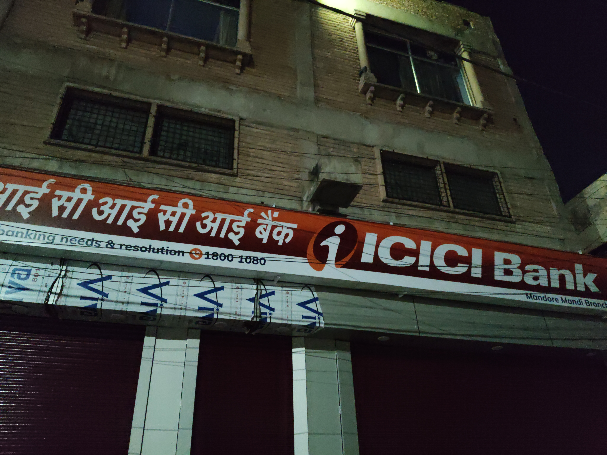 आई सी आई सी आई बैंक
ICICI Bank
banking needs & resolution 1800 1080
Mandore Mandi Branch